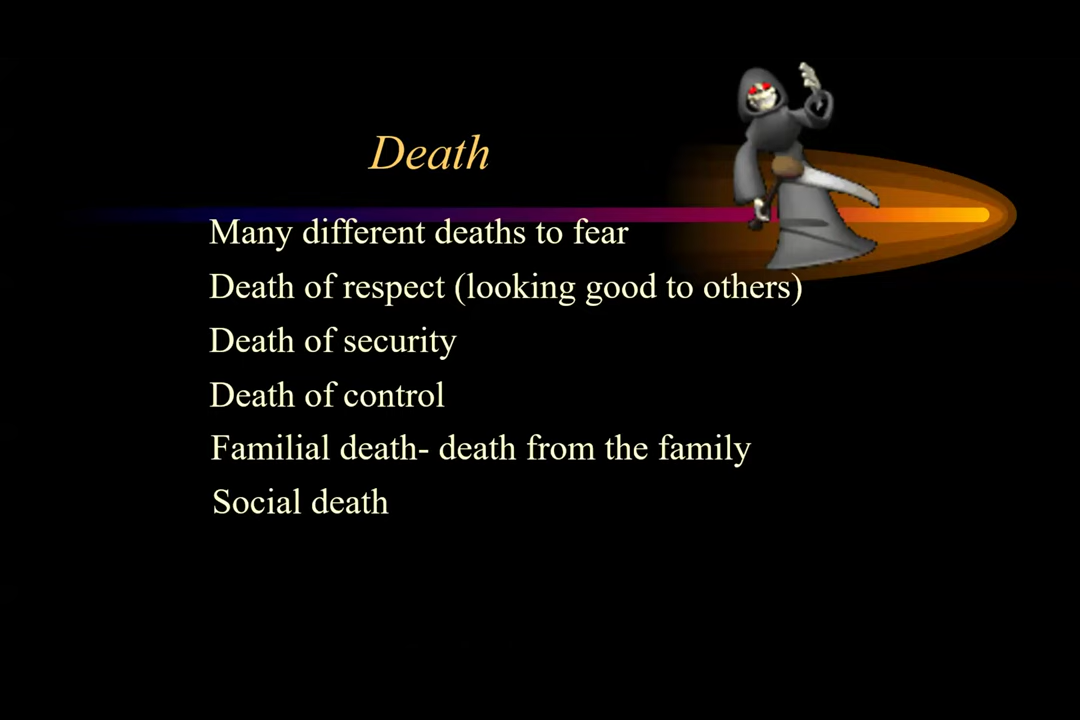 Death
Many different deaths to fear
Death of respect (looking good to others)
Death of security
Death of control
Familial death- death from the family
Social death